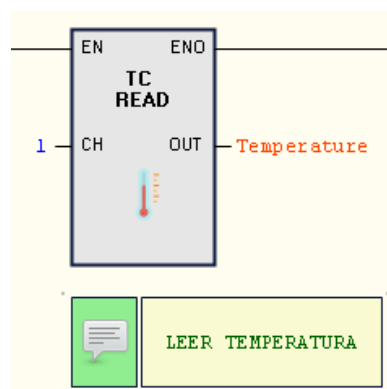 EN ENO
TC
READ
1 CH OUT Temperature
LEER TEMPERATURA